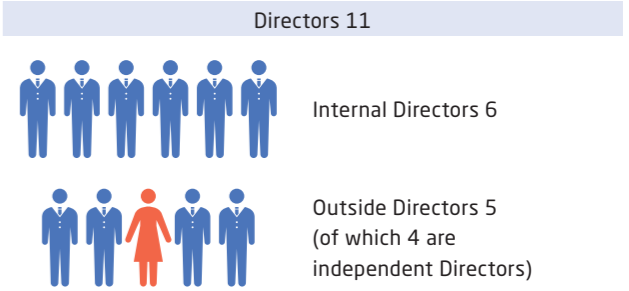 Directors 11
Internal Directors 6
Outside Directors 5
(of which 4 are
independent Directors)